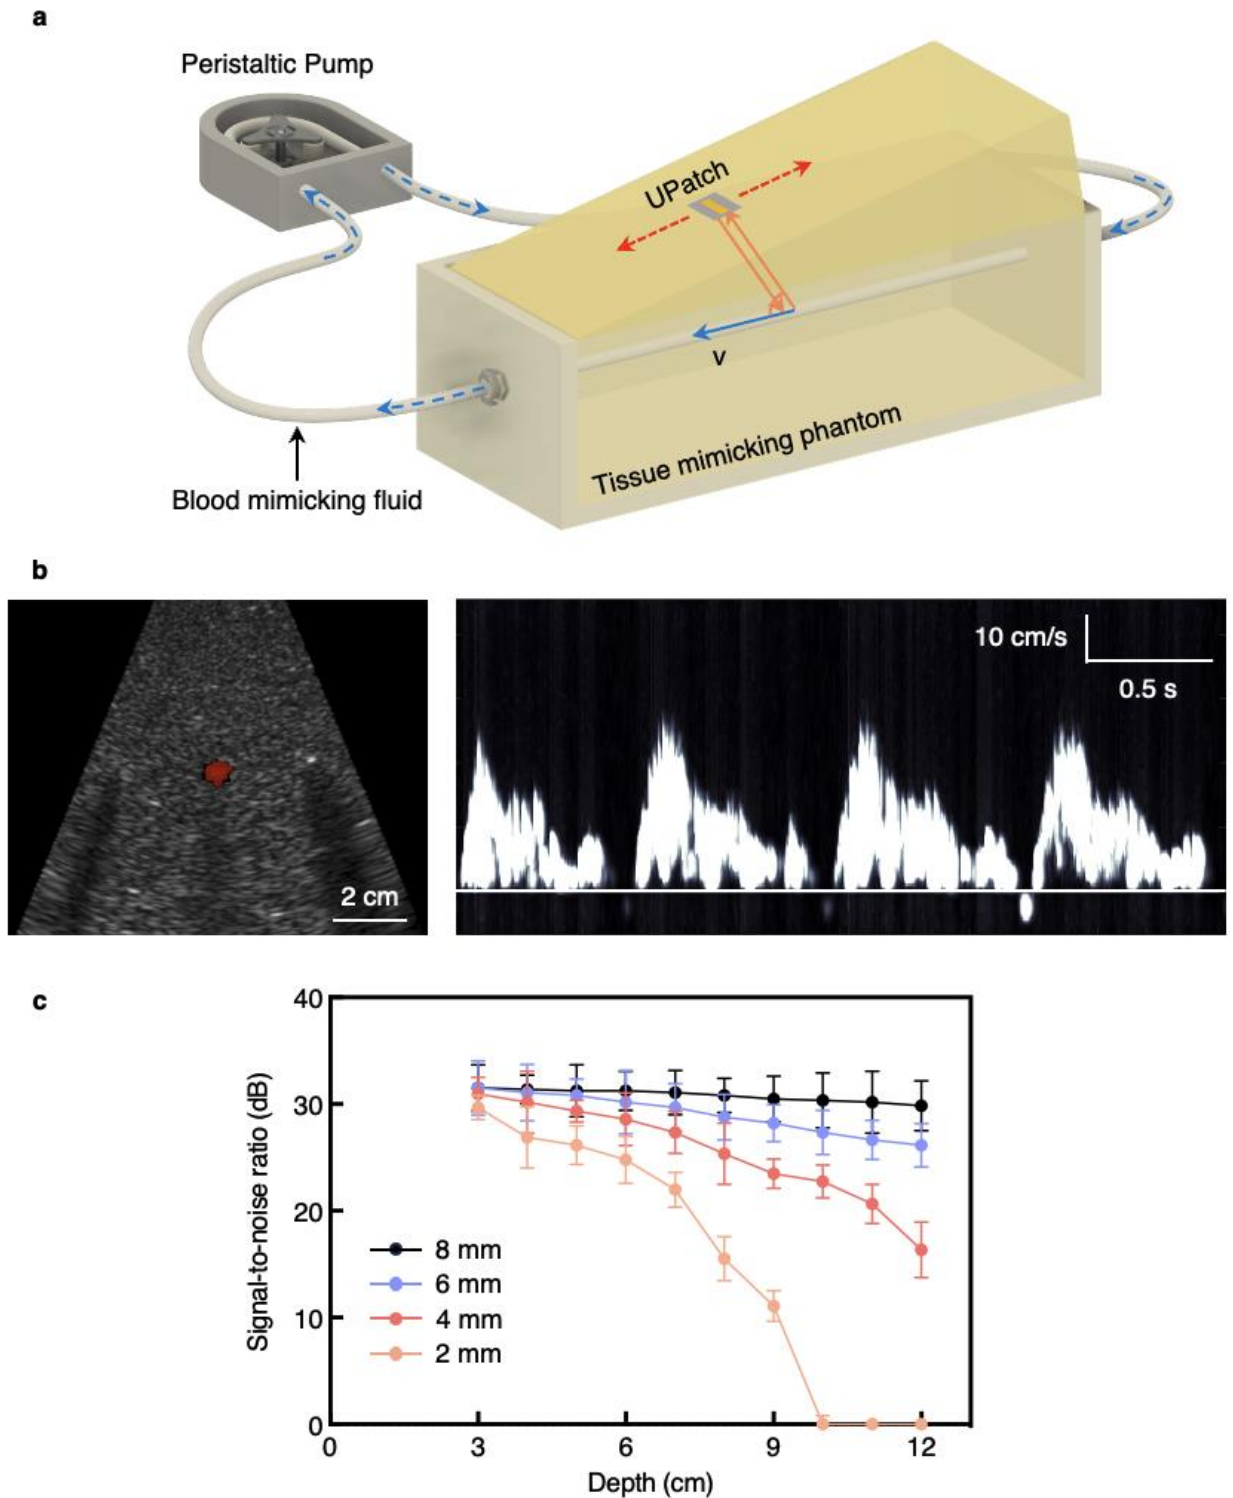 a
Peristaltic Pump
UPatch
v
Tissue mimicking phantom
Blood mimicking fluid
b
2 cm
10 cm/s
0.5 s
c
40
30
20
10
0
Signal-to-noise ratio (dB)
8 mm
6 mm
4 mm
2 mm
0 3 6 9 12
Depth (cm)